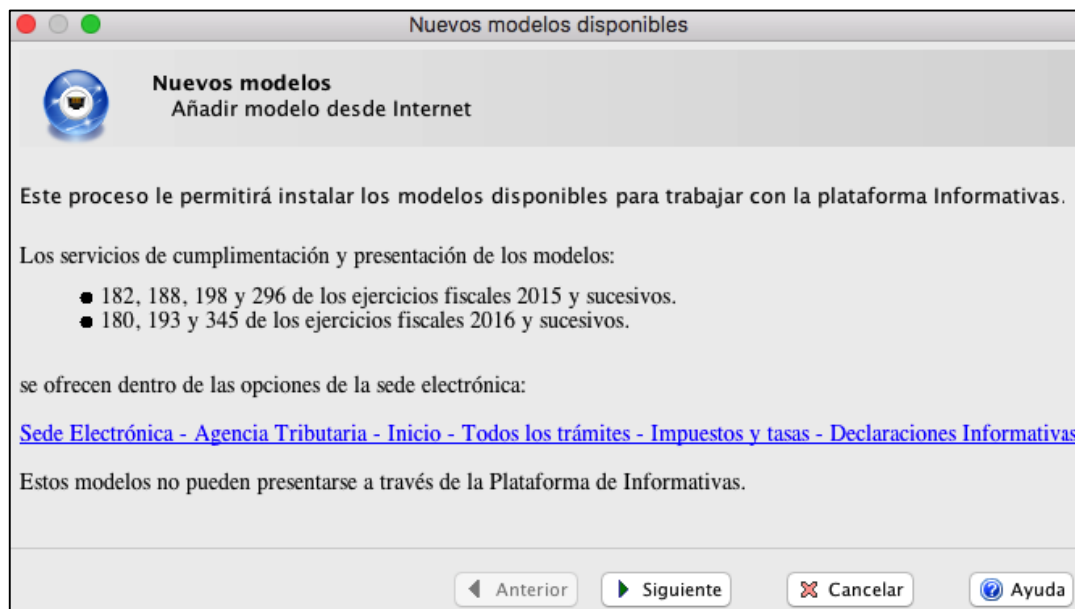 Nuevos modelos disponibles
Nuevos modelos
Añadir modelo desde Internet
Este proceso le permitirá instalar los modelos disponibles para trabajar con la plataforma Informativas.
Los servicios de cumplimentación y presentación de los modelos:
● 182, 188, 198 y 296 de los ejercicios fiscales 2015 y sucesivos.
● 180, 193 y 345 de los ejercicios fiscales 2016 y sucesivos.
se ofrecen dentro de las opciones de la sede electrónica:
Sede Electrónica - Agencia Tributaria - Inicio - Todos los trámites - Impuestos y tasas - Declaraciones Informativas
Estos modelos no pueden presentarse a través de la Plataforma de Informativas.
Anterior Siguiente Cancelar Ayuda